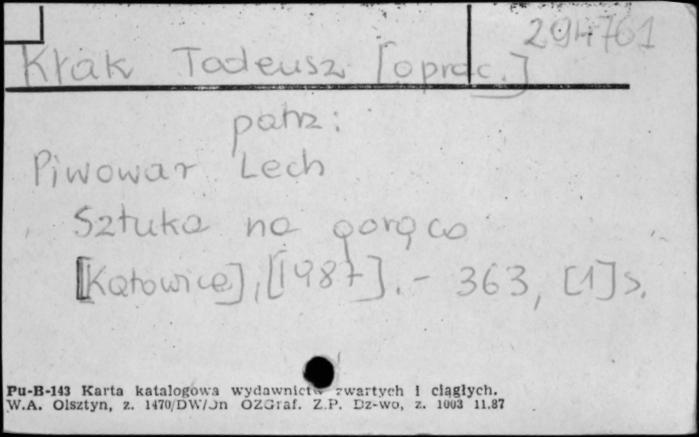 294761
Kłak Tadeusz [oprac.]
patrz:
Piwowar Lech
Sztuka na gorąco
[Katowice], [1987]. - 363, [1] s.
Pu-B-143 Karta katalogowa wydawnictw zwartych i ciągłych.
W.A. Olsztyn, z. 1470/DW/Jn OZGraf. Z.P. Dz-wo, z. 1003 11.87